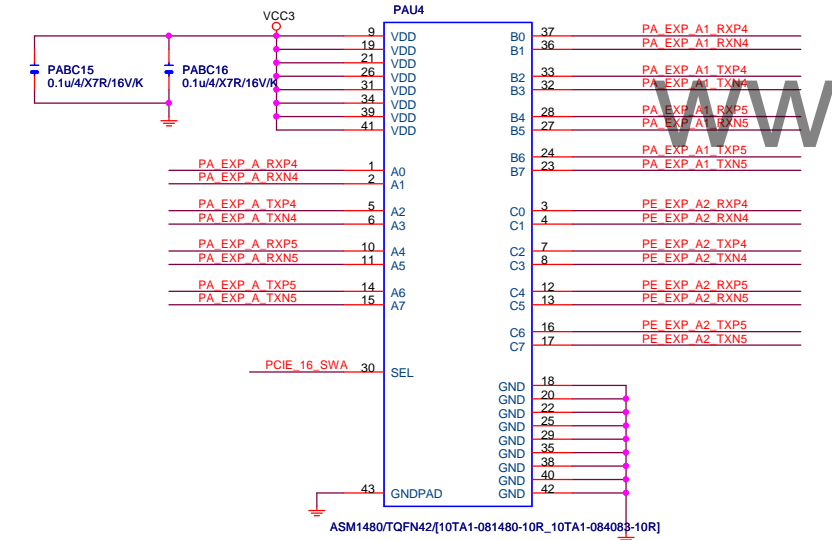 VCC3
PAU4
PABC15
0.1u/4/X7R/16V/K
PABC16
0.1u/4/X7R/16V/K
9 VDD
19 VDD
21 VDD
26 VDD
31 VDD
34 VDD
39 VDD
41 VDD
PA_EXP_A_RXP4 1 A0
PA_EXP_A_RXN4 2 A1
PA_EXP_A_TXP4 5 A2
PA_EXP_A_TXN4 6 A3
PA_EXP_A_RXP5 10 A4
PA_EXP_A_RXN5 11 A5
PA_EXP_A_TXP5 14 A6
PA_EXP_A_TXN5 15 A7
PCIE_16_SWA 30 SEL
43 GNDPAD
B0 37 PA_EXP_A1_RXP4
B1 36 PA_EXP_A1_RXN4
B2 33 PA_EXP_A1_TXP4
B3 32 PA_EXP_A1_TXN4
B4 28 PA_EXP_A1_RXP5
B5 27 PA_EXP_A1_RXN5
B6 24 PA_EXP_A1_TXP5
B7 23 PA_EXP_A1_TXN5
C0 3 PE_EXP_A2_RXP4
C1 4 PE_EXP_A2_RXN4
C2 7 PE_EXP_A2_TXP4
C3 8 PE_EXP_A2_TXN4
C4 12 PE_EXP_A2_RXP5
C5 13 PE_EXP_A2_RXN5
C6 16 PE_EXP_A2_TXP5
C7 17 PE_EXP_A2_TXN5
GND 18
GND 20
GND 22
GND 25
GND 29
GND 35
GND 38
GND 40
GND 42
ASM1480/TQFN42/[10TA1-081480-10R_10TA1-084083-10R]
WW